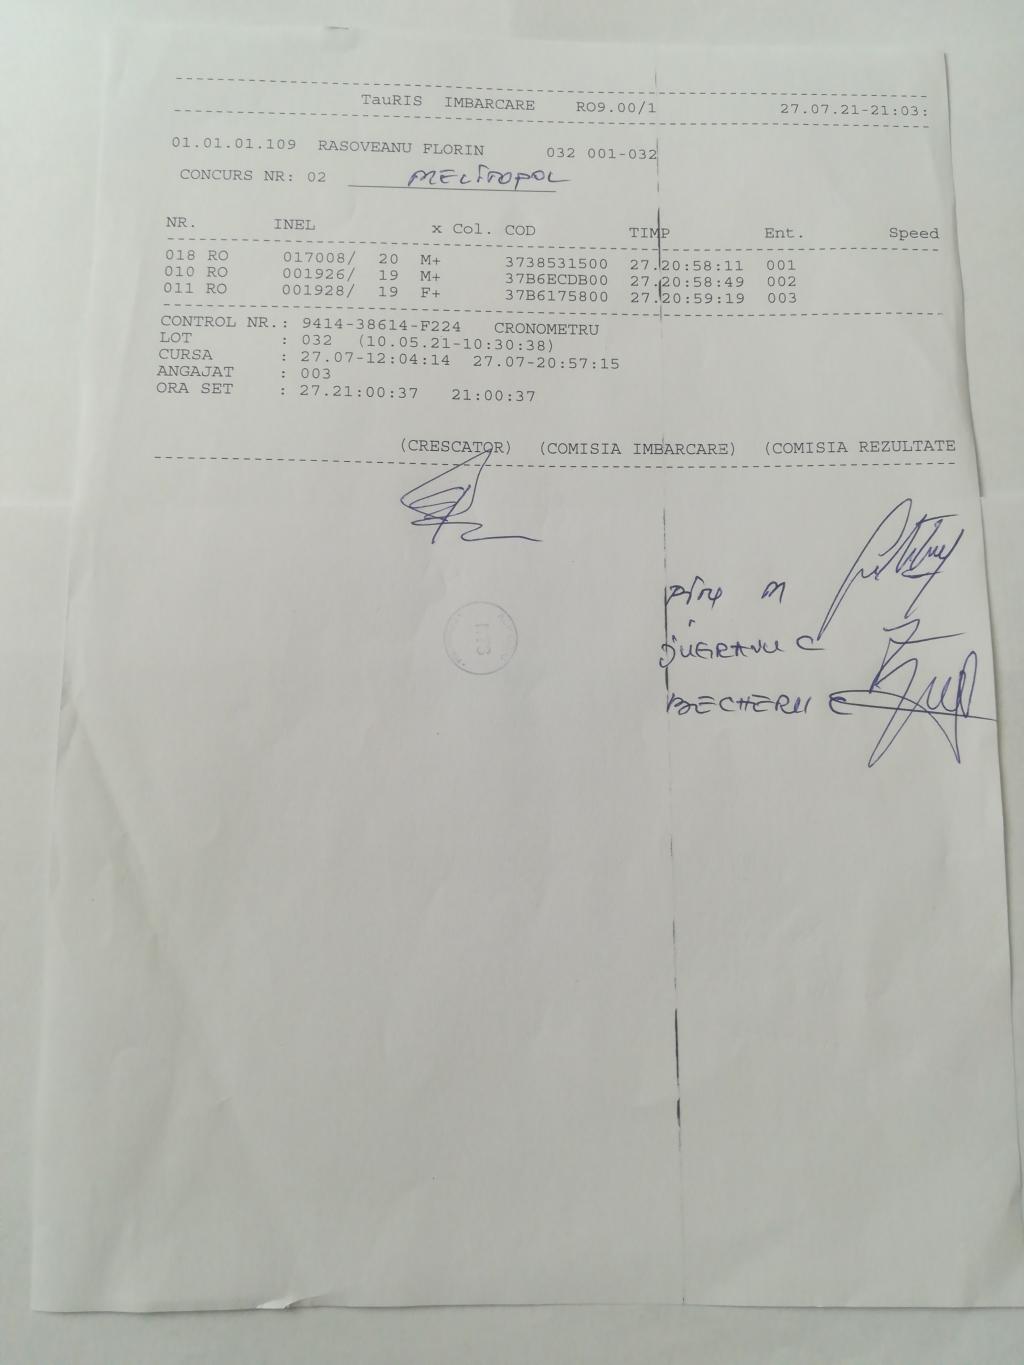 TauRIS IMBARCARE RO9.00/1 27.07.21-21:03:
01.01.01.109 RASOVEANU FLORIN 032 001-032
CONCURS NR: 02 MELITOPOL
NR. INEL x Col. COD TIMP Ent. Speed
018 RO 017008/ 20 M+ 3738531500 27.20:58:11 001
010 RO 001926/ 19 M+ 37B6ECDB00 27.20:58:49 002
011 RO 001928/ 19 F+ 37B6175800 27.20:59:19 003
CONTROL NR.: 9414-38614-F224 CRONOMETRU
LOT : 032 (10.05.21-10:30:38)
CURSA : 27.07-12:04:14 27.07-20:57:15
ANGAJAT : 003
ORA SET : 27.21:00:37 21:00:37
(CRESCATOR) (COMISIA IMBARCARE) (COMISIA REZULTATE
M
C
BECHERU E